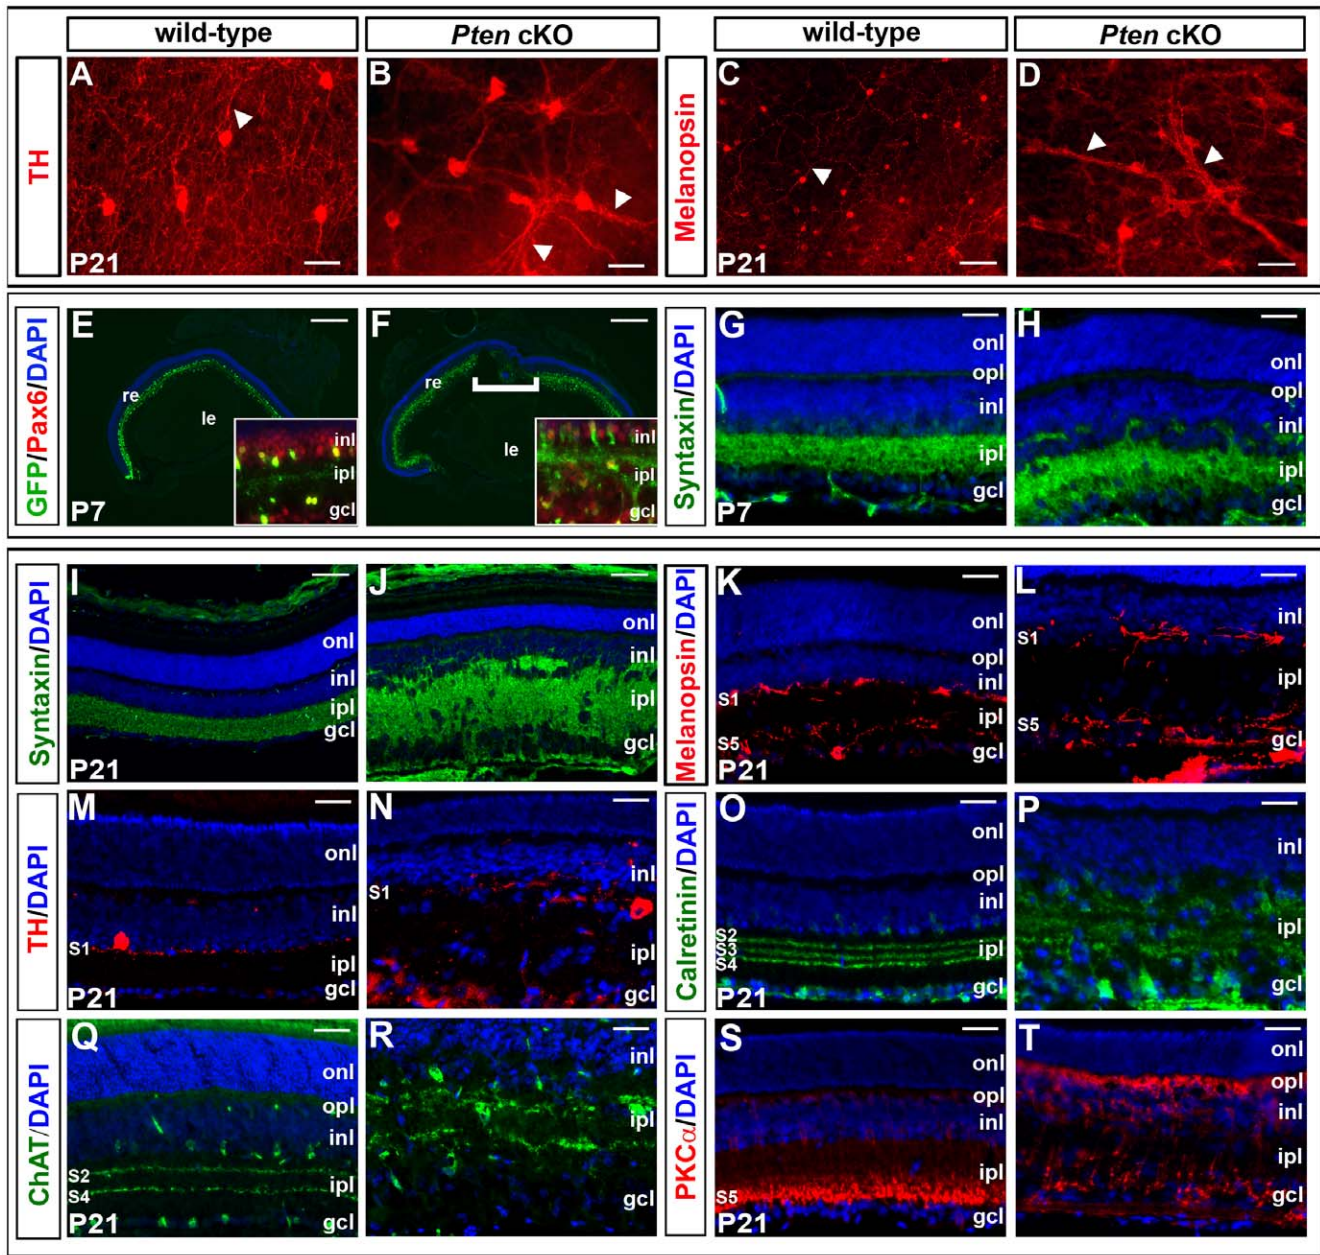 wild-type
Pten cKO
wild-type
Pten cKO
TH
A
P21
B
Melanopsin
C
P21
D
GFP/Pax6/DAPI
E
re
le
inl
ipl
gcl
P7
F
re
le
inl
ipl
gcl
Syntaxin/DAPI
G
onl
opl
inl
ipl
gcl
P7
H
onl
opl
inl
ipl
gcl
Syntaxin/DAPI
I
onl
inl
ipl
gcl
P21
J
onl
inl
ipl
gcl
Melanopsin/DAPI
K
onl
opl
inl
S1
ipl
S5
gcl
P21
L
inl
S1
ipl
S5
gcl
TH/DAPI
M
onl
inl
S1
ipl
gcl
P21
N
inl
S1
ipl
gcl
Calretinin/DAPI
O
onl
opl
inl
S2
S3
S4
ipl
gcl
P21
P
inl
ipl
gcl
ChAT/DAPI
Q
onl
opl
inl
S2
S4
ipl
gcl
P21
R
inl
ipl
gcl
PKCα/DAPI
S
onl
opl
inl
ipl
S5
gcl
P21
T
onl
opl
inl
ipl
gcl